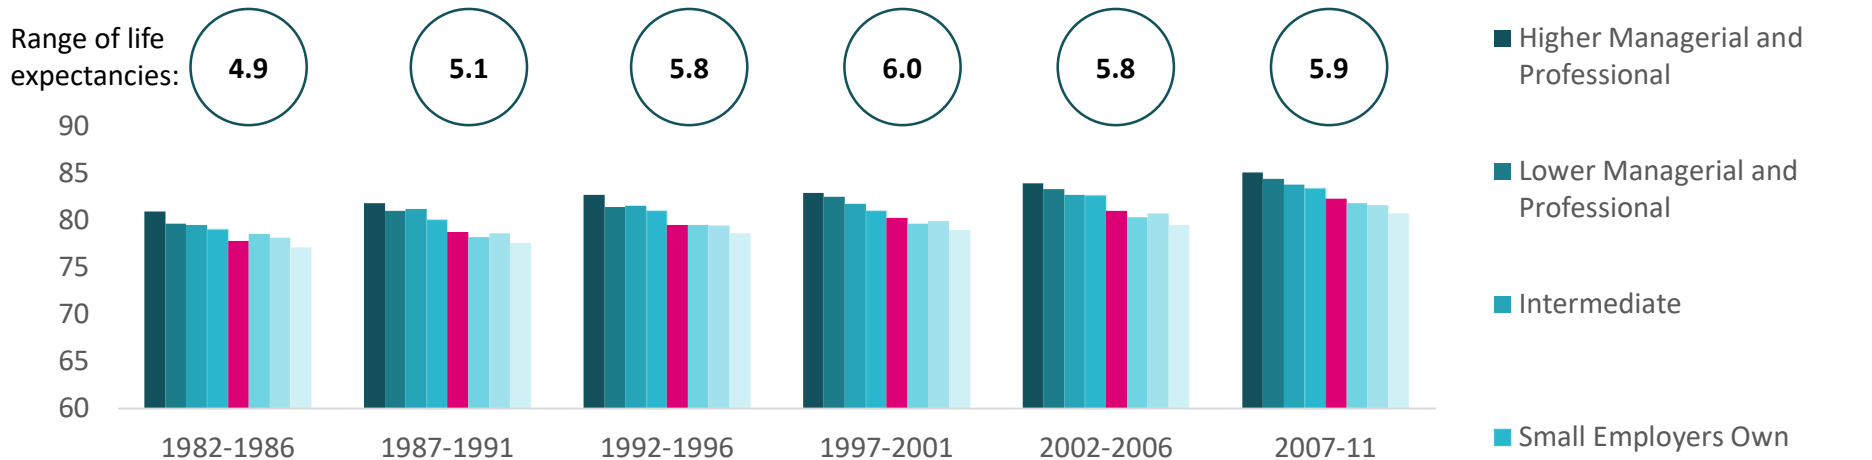 Range of life
expectancies:
4.9
5.1
5.8
6.0
5.8
5.9
90
85
80
75
70
65
60
1982-1986
1987-1991
1992-1996
1997-2001
2002-2006
2007-11
Higher Managerial and
Professional
Lower Managerial and
Professional
Intermediate
Small Employers Own